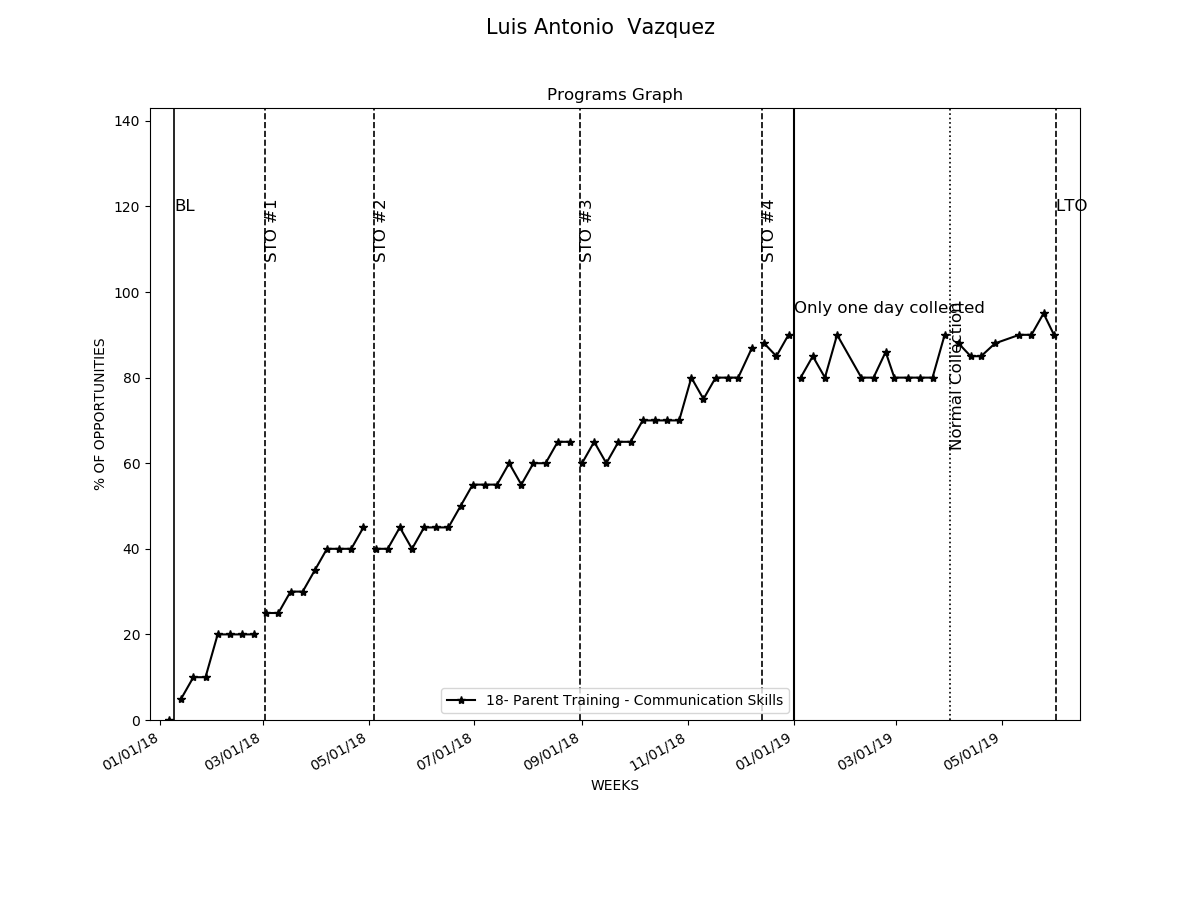 Luis Antonio  Vazquez
Programs Graph
140
120
100
80
60
40
20
0
% OF OPPORTUNITIES
BL
STO #1
STO #2
STO #3
STO #4
Only one day collected
Normal Collection
LTO
18- Parent Training - Communication Skills
01/01/18
03/01/18
05/01/18
07/01/18
09/01/18
11/01/18
01/01/19
03/01/19
05/01/19
WEEKS